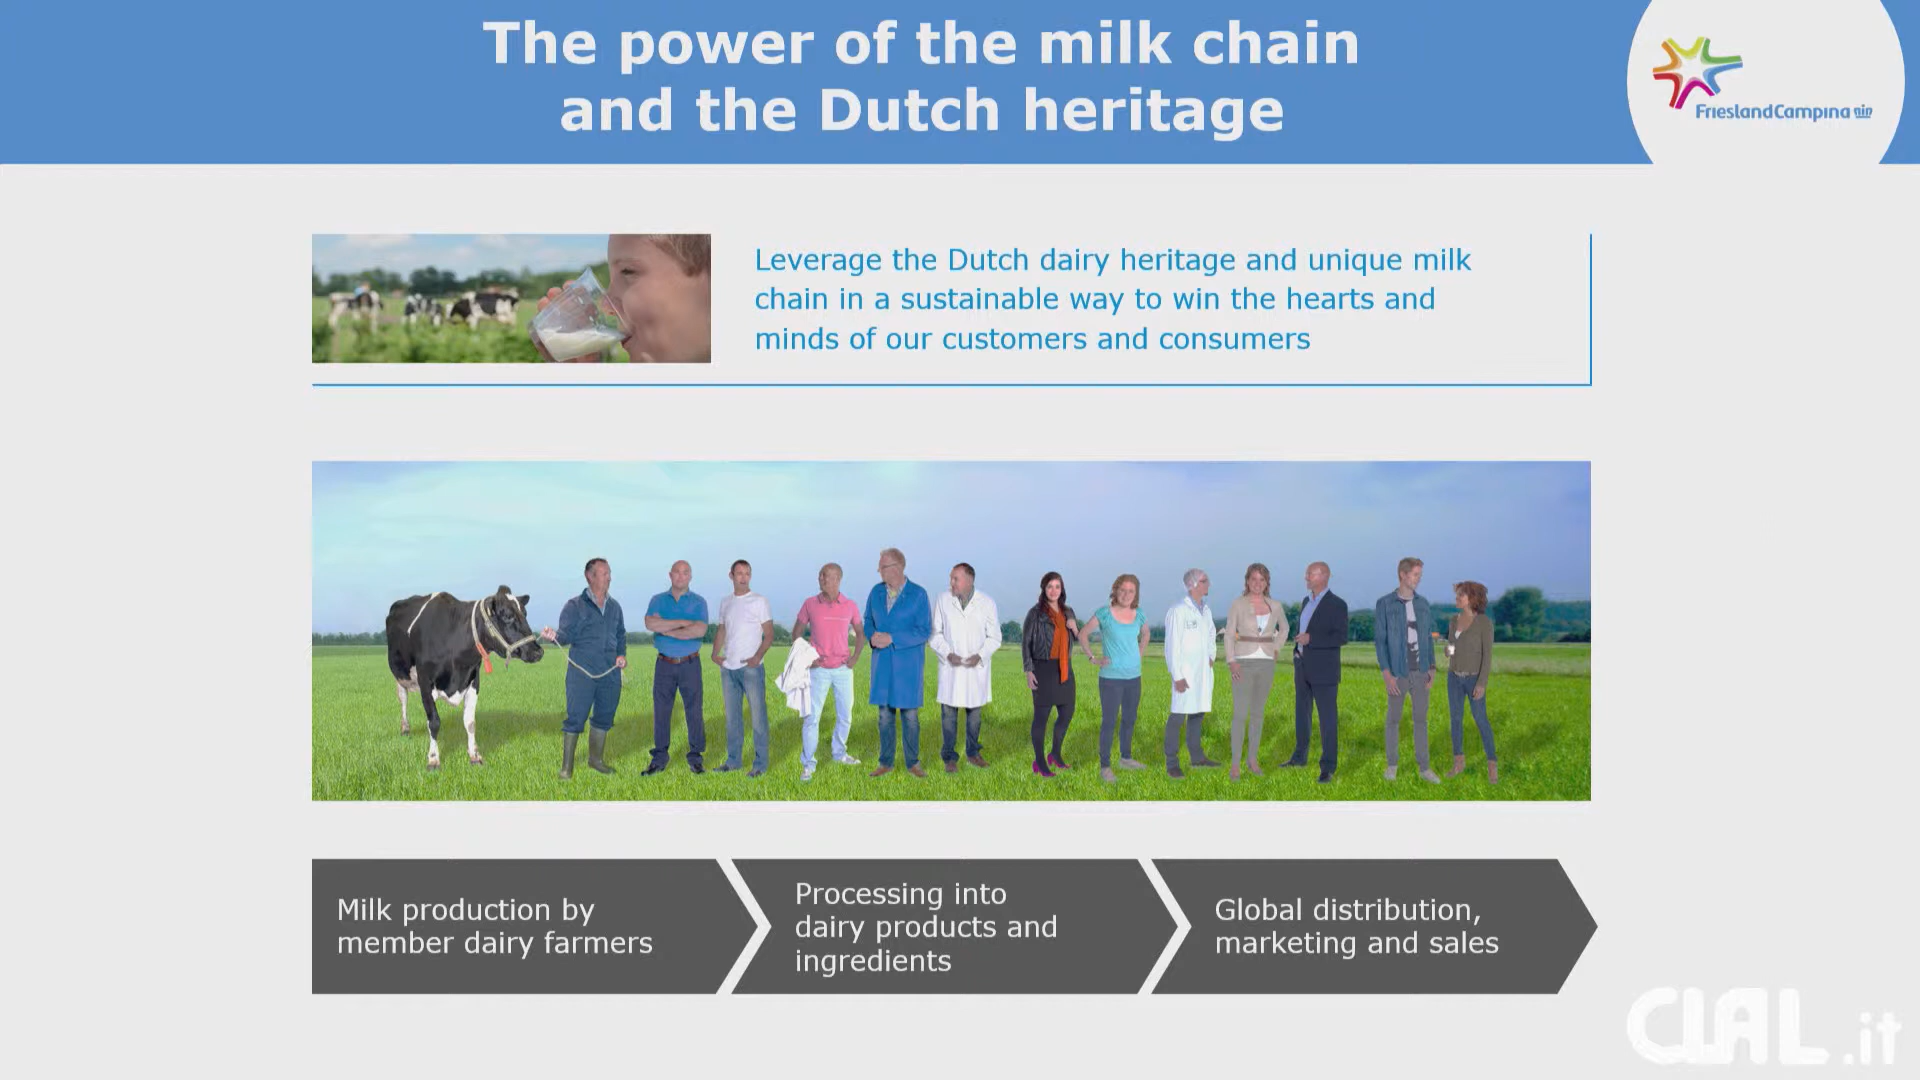 The power of the milk chain
and the Dutch heritage
FrieslandCampina
Leverage the Dutch dairy heritage and unique milk
chain in a sustainable way to win the hearts and
minds of our customers and consumers
Milk production by
member dairy farmers
Processing into
dairy products and
ingredients
Global distribution,
marketing and sales
CLAL.it